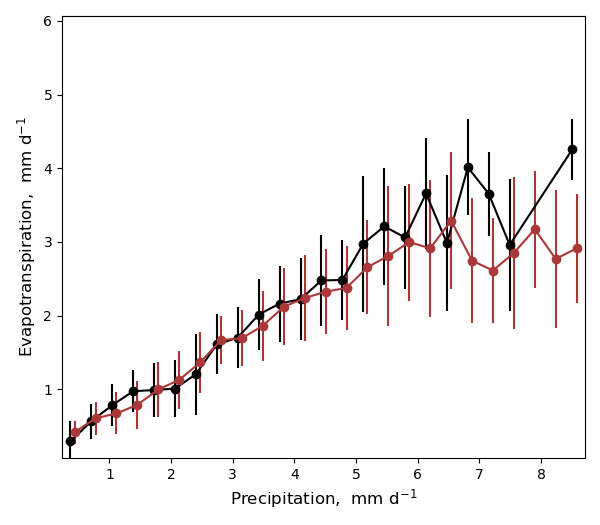 6
5
4
3
2
1
Evapotranspiration,  mm d⁻¹
1 2 3 4 5 6 7 8
Precipitation,  mm d⁻¹